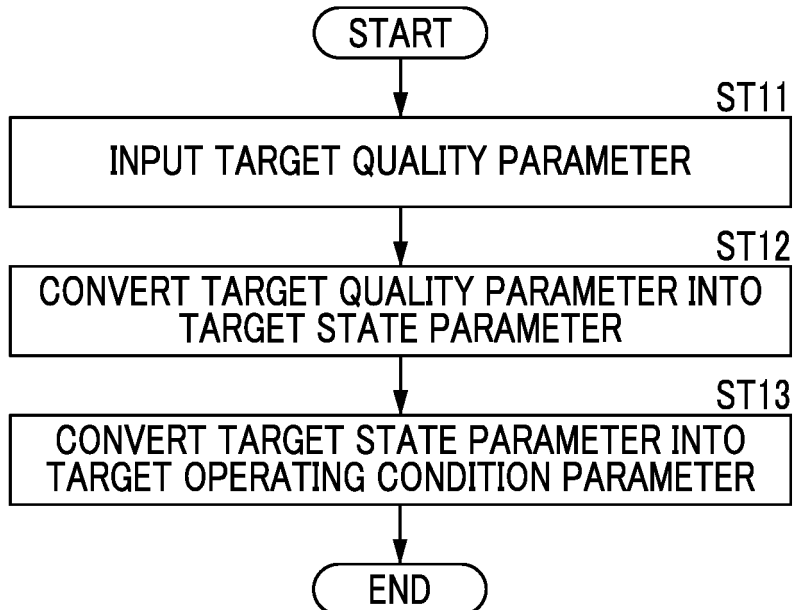 START
ST11
INPUT TARGET QUALITY PARAMETER
ST12
CONVERT TARGET QUALITY PARAMETER INTO
TARGET STATE PARAMETER
ST13
CONVERT TARGET STATE PARAMETER INTO
TARGET OPERATING CONDITION PARAMETER
END